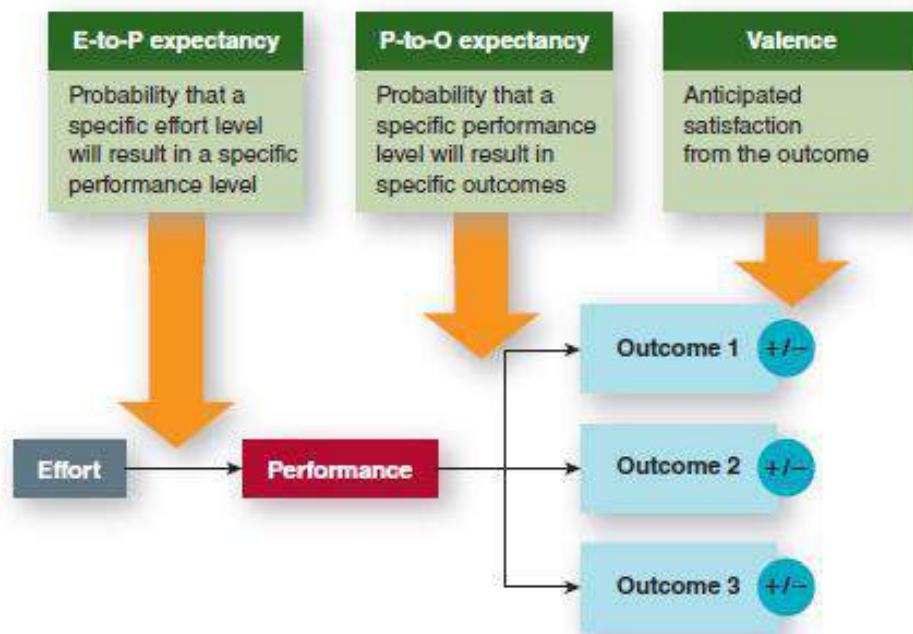 E-to-P expectancy
Probability that a
specific effort level
will result in a specific
performance level
P-to-O expectancy
Probability that a
specific performance
level will result in
specific outcomes
Valence
Anticipated
satisfaction
from the outcome
Outcome 1 +/–
Effort
Performance
Outcome 2 +/–
Outcome 3 +/–